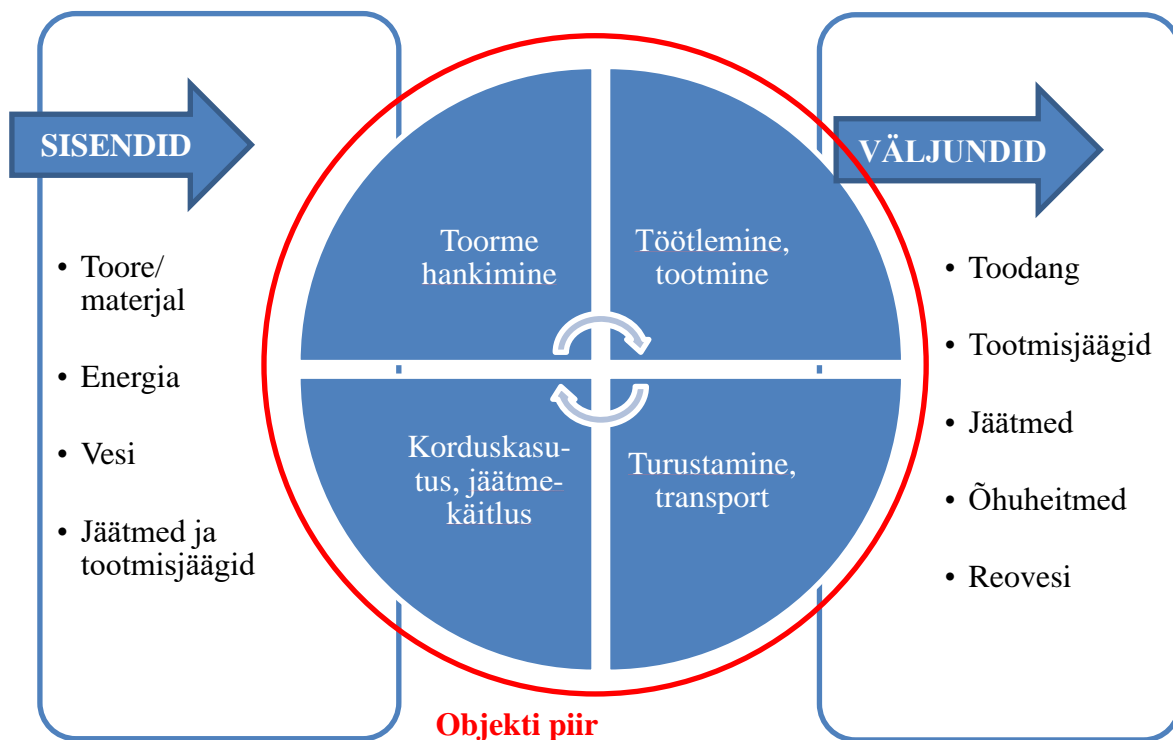 SISENDID
• Toore/
materjal
• Energia
• Vesi
• Jäätmed ja
tootmisjäägid
Toorme
hankimine
Töötlemine,
tootmine
Korduskasu-
tus, jäätme-
käitlus
Turustamine,
transport
VÄLJUNDID
• Toodang
• Tootmisjäägid
• Jäätmed
• Õhuheitmed
• Reovesi
Objekti piir